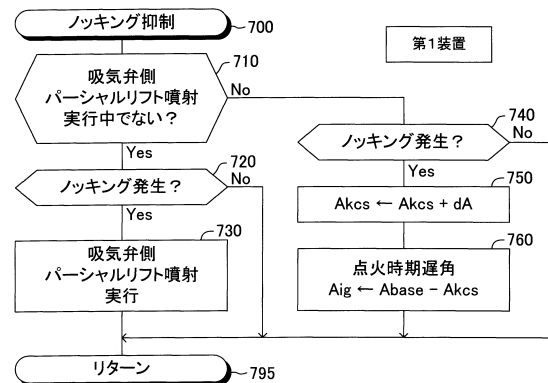 ノッキング抑制
700
第1装置
710
吸気弁側
パーシャルリフト噴射
実行中でない？
No
Yes
740
ノッキング発生？
No
Yes
720
ノッキング発生？
No
Yes
750
Akcs ← Akcs + dA
730
吸気弁側
パーシャルリフト噴射
実行
760
点火時期遅角
Aig ← Abase − Akcs
リターン
795